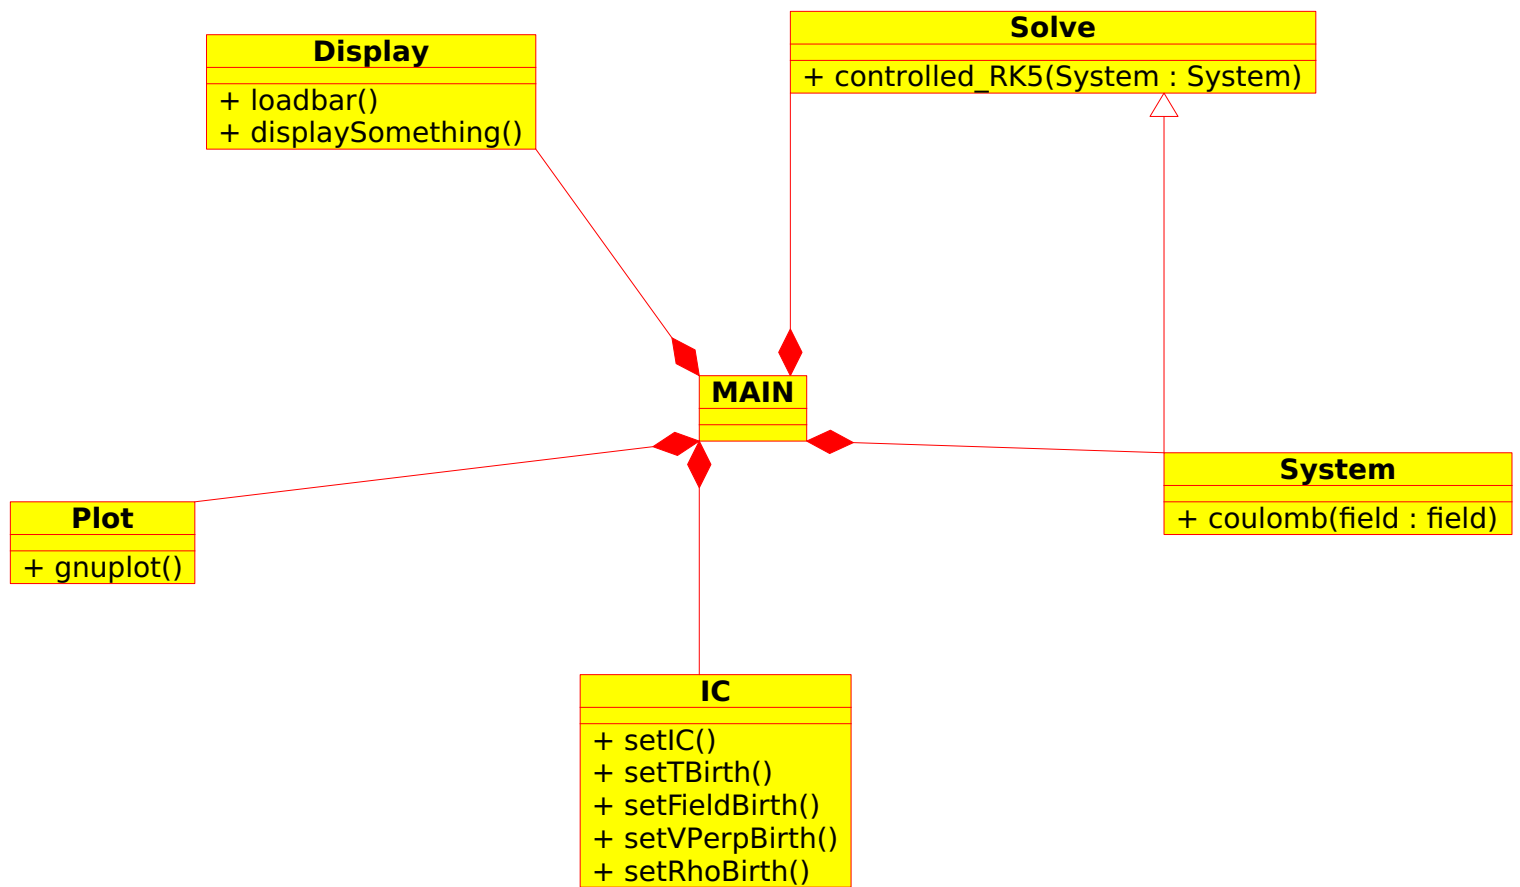 Display
+ loadbar()
+ displaySomething()
Solve
+ controlled_RK5(System : System)
MAIN
Plot
+ gnuplot()
System
+ coulomb(field : field)
IC
+ setIC()
+ setTBirth()
+ setFieldBirth()
+ setVPerpBirth()
+ setRhoBirth()